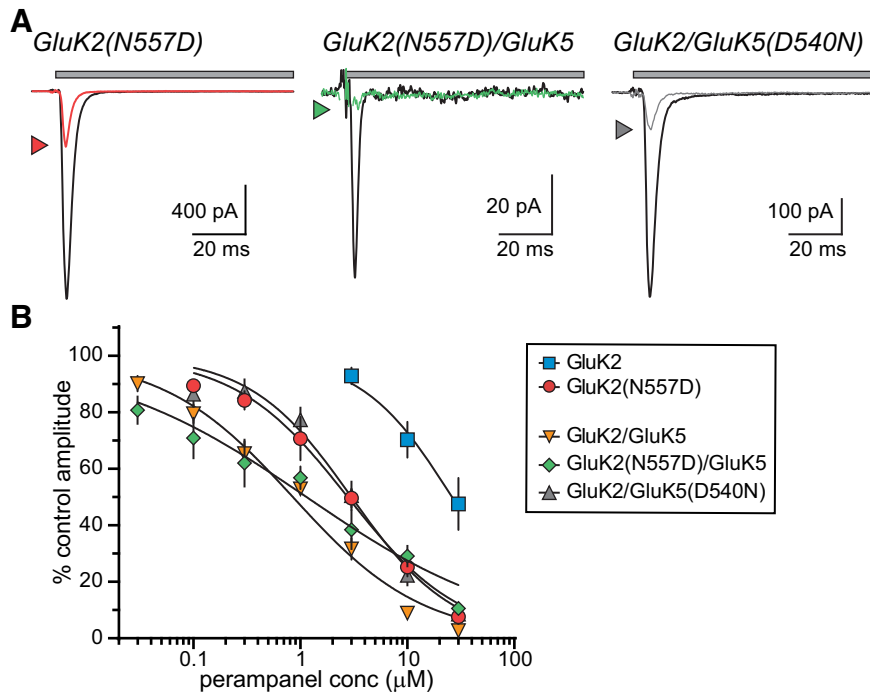 A
GluK2(N557D)
GluK2(N557D)/GluK5
GluK2/GluK5(D540N)
400 pA
20 ms
20 pA
20 ms
100 pA
20 ms
B
% control amplitude
100
80
60
40
20
0
0.1
1
10
100
perampanel conc (μM)
GluK2
GluK2(N557D)
GluK2/GluK5
GluK2(N557D)/GluK5
GluK2/GluK5(D540N)